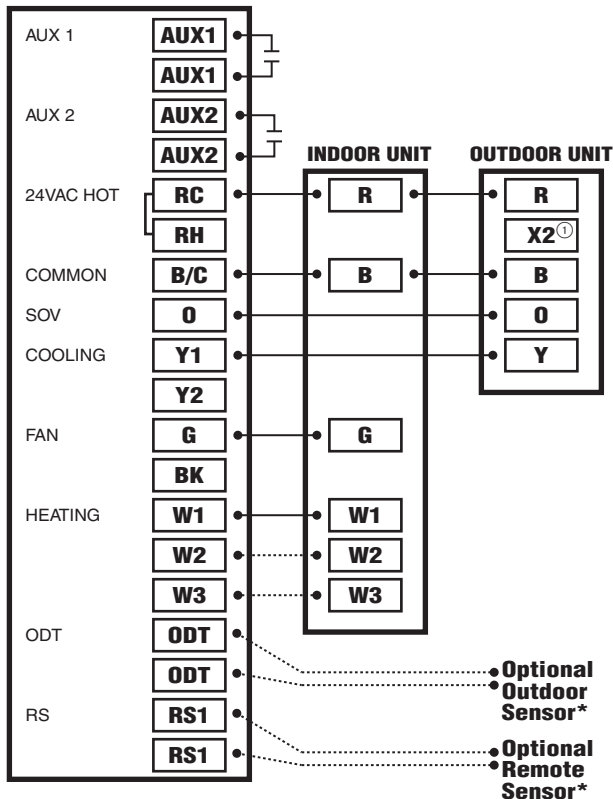 AUX 1 AUX1
AUX1
AUX 2 AUX2
AUX2
INDOOR UNIT OUTDOOR UNIT
24VAC HOT RC R R
RH X2①
COMMON B/C B B
SOV O O
COOLING Y1 Y
Y2
FAN G G
BK
HEATING W1 W1
W2 W2
W3 W3
ODT ODT
ODT
Optional
Outdoor
Sensor*
RS RS1
RS1
Optional
Remote
Sensor*